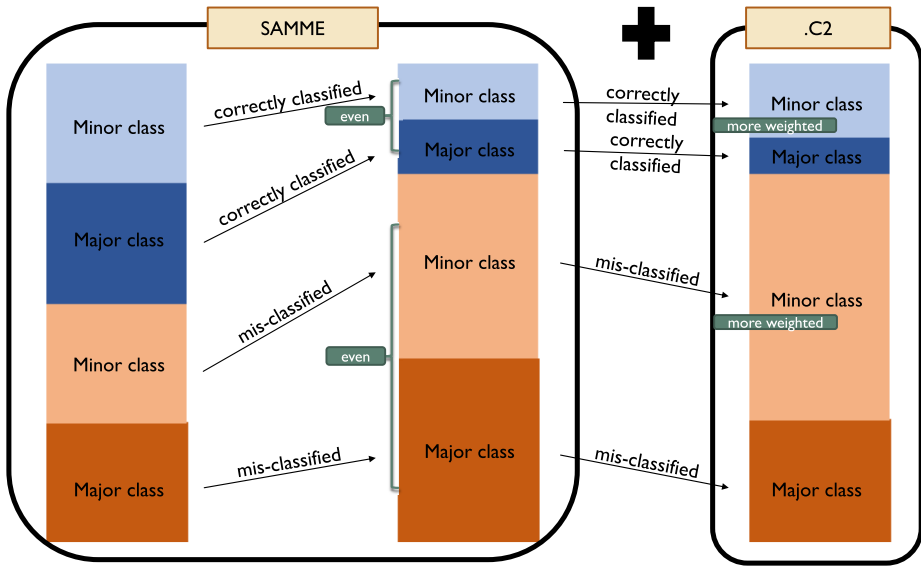 SAMME
.C2
Minor class
Major class
Minor class
Major class
correctly classified
correctly classified
mis-classified
mis-classified
even
even
Minor class
Major class
Minor class
Major class
correctly
classified
correctly
classified
mis-classified
mis-classified
Minor class
more weighted
Major class
Minor class
more weighted
Major class